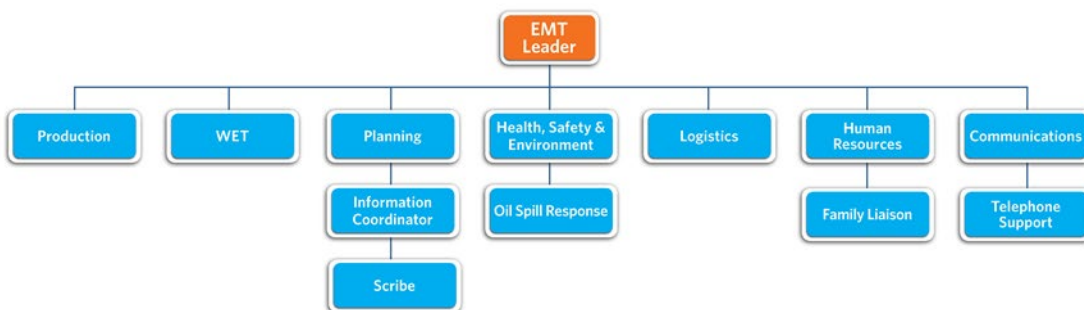 EMT
Leader
Production
WET
Planning
Health, Safety &
Environment
Logistics
Human
Resources
Communications
Information
Coordinator
Oil Spill Response
Family Liaison
Telephone
Support
Scribe